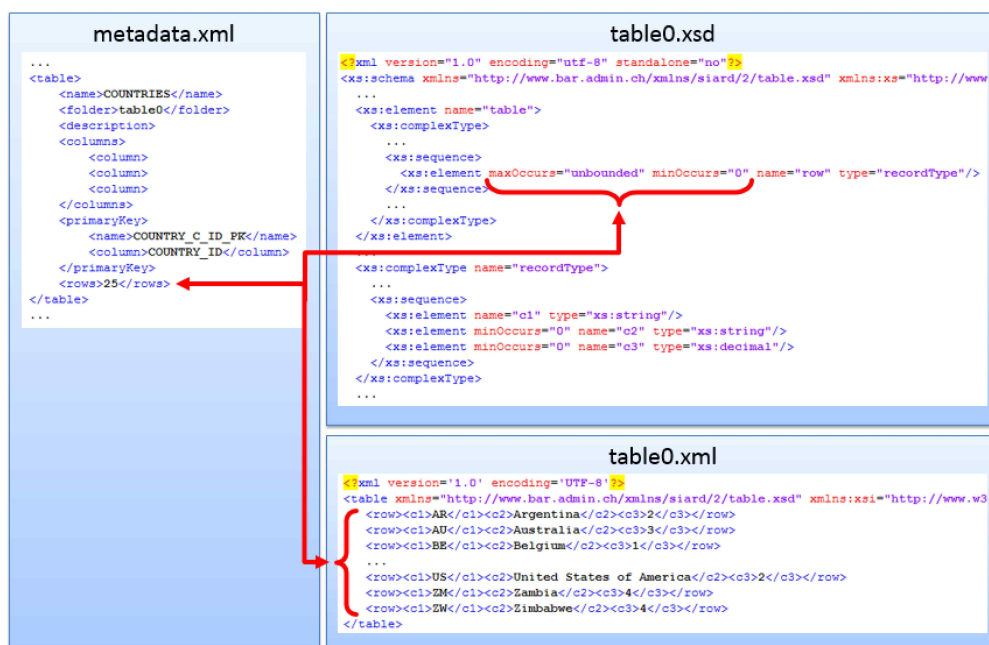 metadata.xml
...
<table>
<name>COUNTRIES</name>
<folder>table0</folder>
<description>
<columns>
<column>
<column>
<column>
</columns>
<primaryKey>
<name>COUNTRY_C_ID_PK</name>
<column>COUNTRY_ID</column>
</primaryKey>
<rows>25</rows>
</table>
...
table0.xsd
<?xml version="1.0" encoding="utf-8" standalone="no"?>
<xs:schema xmlns="http://www.bar.admin.ch/xmlns/siard/2/table.xsd" xmlns:xs="http://www
...
<xs:element name="table">
<xs:complexType>
...
<xs:sequence>
<xs:element maxOccurs="unbounded" minOccurs="0" name="row" type="recordType"/>
</xs:sequence>
...
</xs:complexType>
</xs:element>
...
<xs:complexType name="recordType">
...
<xs:sequence>
<xs:element name="c1" type="xs:string"/>
<xs:element minOccurs="0" name="c2" type="xs:string"/>
<xs:element minOccurs="0" name="c3" type="xs:decimal"/>
</xs:sequence>
</xs:complexType>
...
table0.xml
<?xml version='1.0' encoding='UTF-8'?>
<table xmlns="http://www.bar.admin.ch/xmlns/siard/2/table.xsd" xmlns:xsi="http://www.w3
<row><c1>AR</c1><c2>Argentina</c2><c3>2</c3></row>
<row><c1>AU</c1><c2>Australia</c2><c3>3</c3></row>
<row><c1>BE</c1><c2>Belgium</c2><c3>1</c3></row>
...
<row><c1>US</c1><c2>United States of America</c2><c3>2</c3></row>
<row><c1>ZM</c1><c2>Zambia</c2><c3>4</c3></row>
<row><c1>ZW</c1><c2>Zimbabwe</c2><c3>4</c3></row>
</table>